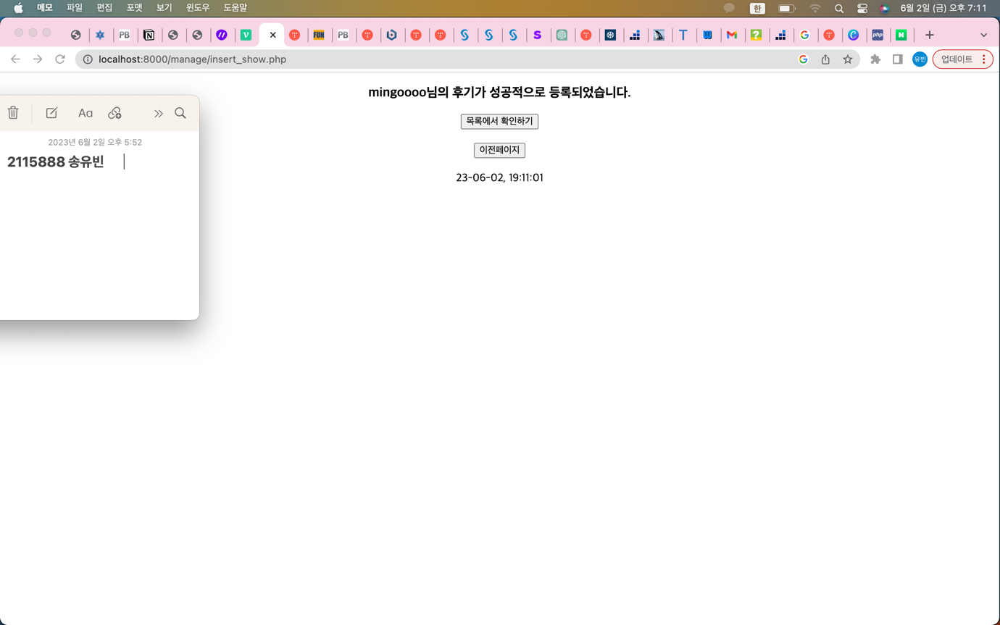 메모 파일 편집 포맷 보기 윈도우 도움말 한 6월 2일 (금) 오후 7:11
PB FUN PB php N
localhost:8000/manage/insert_show.php 유빈 업데이트
mingoooo님의 후기가 성공적으로 등록되었습니다.
목록에서 확인하기
이전페이지
23-06-02, 19:11:01
Aa
2023년 6월 2일 오후 5:52
2115888 송유빈